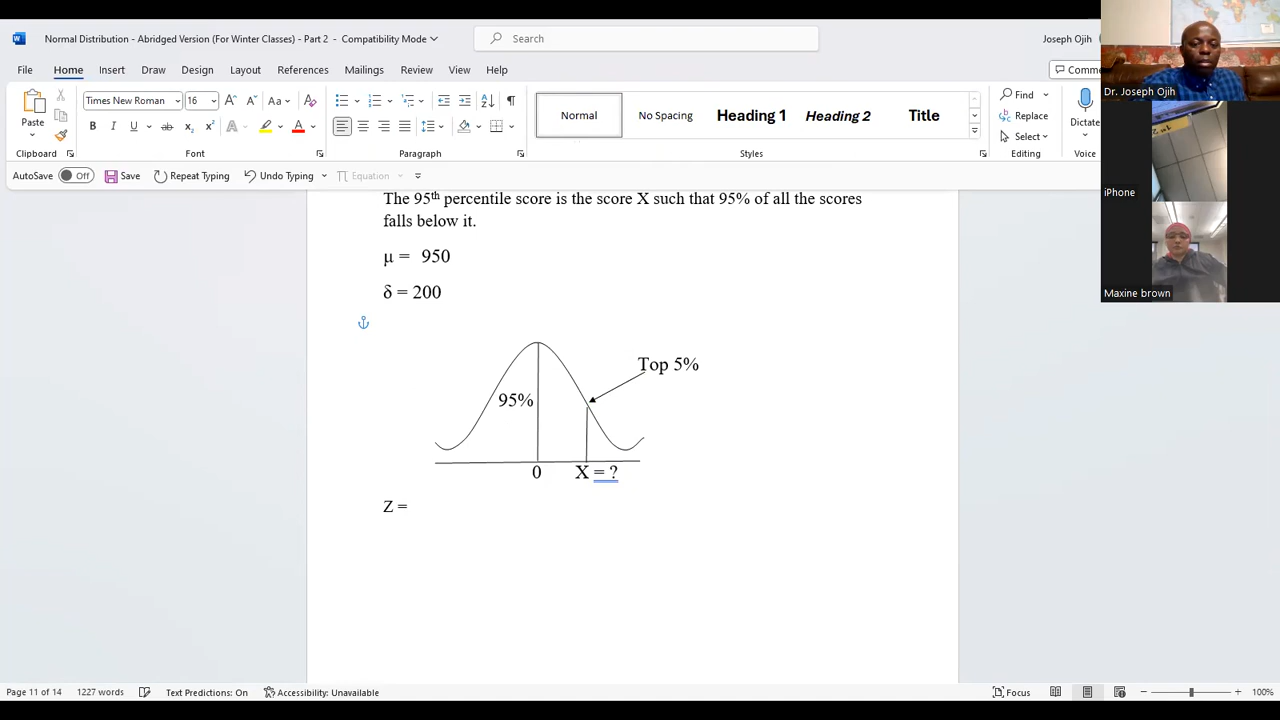 Normal Distribution - Abridged Version (For Winter Classes) - Part 2 - Compatibility Mode
Search
Joseph Ojih
File Home Insert Draw Design Layout References Mailings Review View Help
Comme
Paste
Clipboard
Times New Roman 16
Aa
B I U ab x₂ x² A A
Font
Paragraph
Normal
No Spacing
Heading 1
Heading 2
Title
Styles
Find
Replace
Select
Editing
Dictate
Voice
AutoSave Off Save Repeat Typing Undo Typing Equation
The 95th percentile score is the score X such that 95% of all the scores
falls below it.
μ = 950
δ = 200
Top 5%
95%
0 X = ?
Z =
Dr. Joseph Ojih
iPhone
Maxine brown
Page 11 of 14 1227 words Text Predictions: On Accessibility: Unavailable Focus 100%